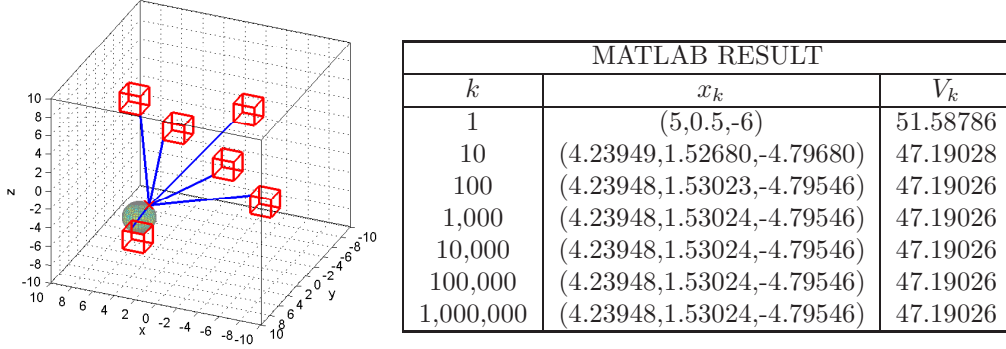 10
8
6
4
2
0
-2
-4
-6
-8
-10
z
10 8 6 4 2 0 -2 -4 -6 -8 -10
x
10 8 6 4 2 0 -2 -4 -6 -8 -10
y
MATLAB RESULT
k x_k V_k
1 (5,0.5,-6) 51.58786
10 (4.23949,1.52680,-4.79680) 47.19028
100 (4.23948,1.53023,-4.79546) 47.19026
1,000 (4.23948,1.53024,-4.79546) 47.19026
10,000 (4.23948,1.53024,-4.79546) 47.19026
100,000 (4.23948,1.53024,-4.79546) 47.19026
1,000,000 (4.23948,1.53024,-4.79546) 47.19026